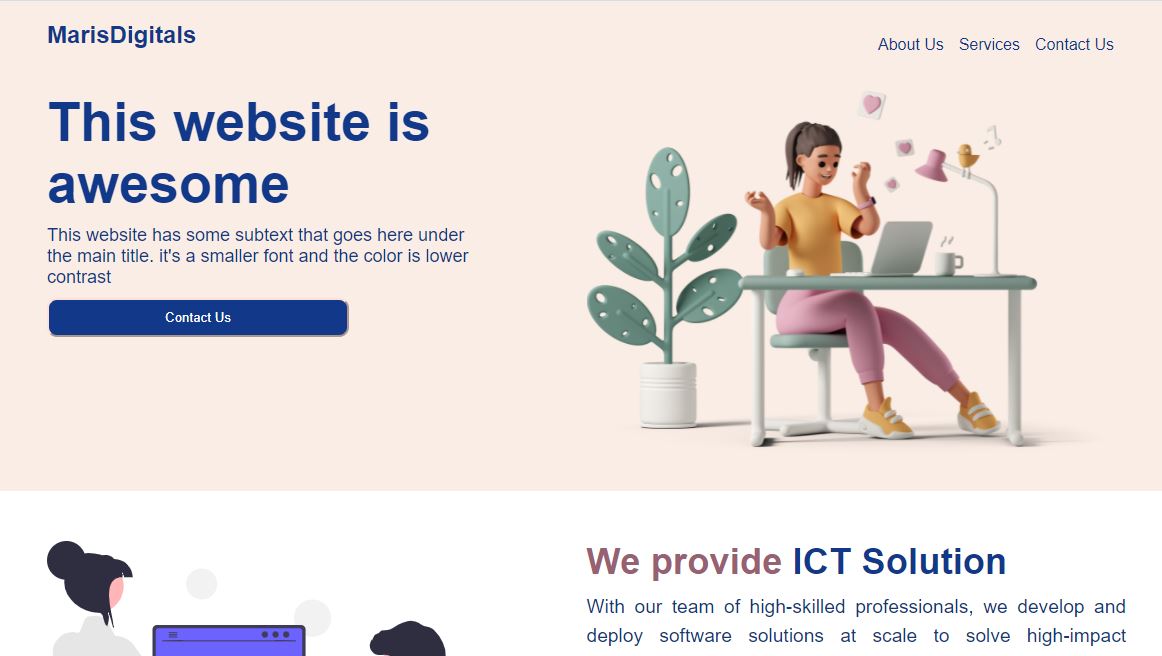 MarisDigitals
About Us Services Contact Us
This website is
awesome
This website has some subtext that goes here under
the main title. it's a smaller font and the color is lower
contrast
Contact Us
We provide ICT Solution
With our team of high-skilled professionals, we develop and
deploy software solutions at scale to solve high-impact